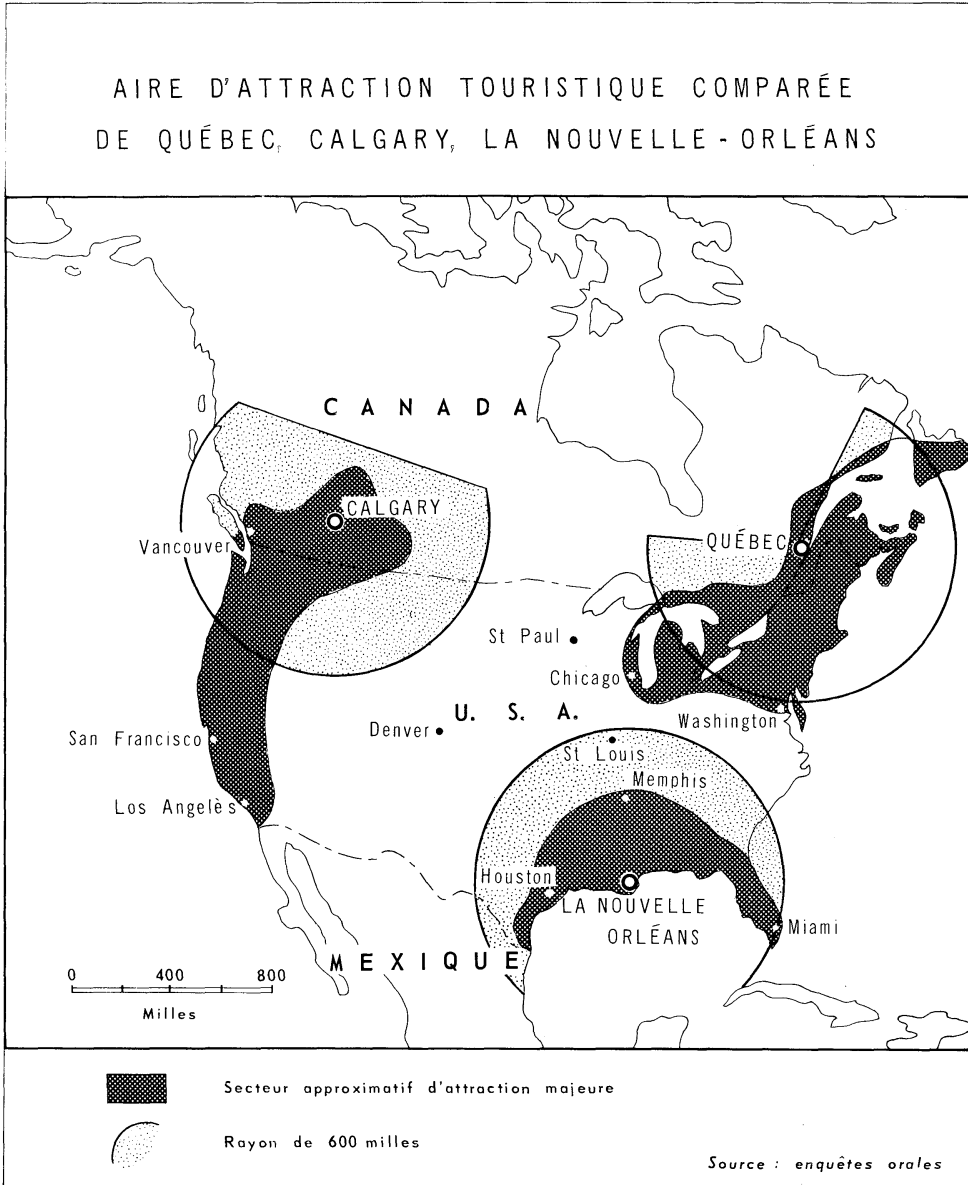 AIRE D'ATTRACTION TOURISTIQUE COMPARÉE
DE QUÉBEC, CALGARY, LA NOUVELLE-ORLÉANS
CANADA
CALGARY
Vancouver
QUÉBEC
St Paul
Chicago
U. S. A.
Washington
Denver
San Francisco
St Louis
Memphis
Los Angelès
Houston
LA NOUVELLE
ORLÉANS
Miami
MEXIQUE
0 400 800
Milles
Secteur approximatif d'attraction majeure
Rayon de 600 milles
Source : enquêtes orales